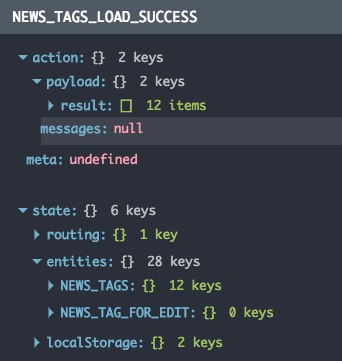 NEWS_TAGS_LOAD_SUCCESS
action: {} 2 keys
payload: {} 2 keys
result: [] 12 items
messages: null
meta: undefined
state: {} 6 keys
routing: {} 1 key
entities: {} 28 keys
NEWS_TAGS: {} 12 keys
NEWS_TAG_FOR_EDIT: {} 0 keys
localStorage: {} 2 keys